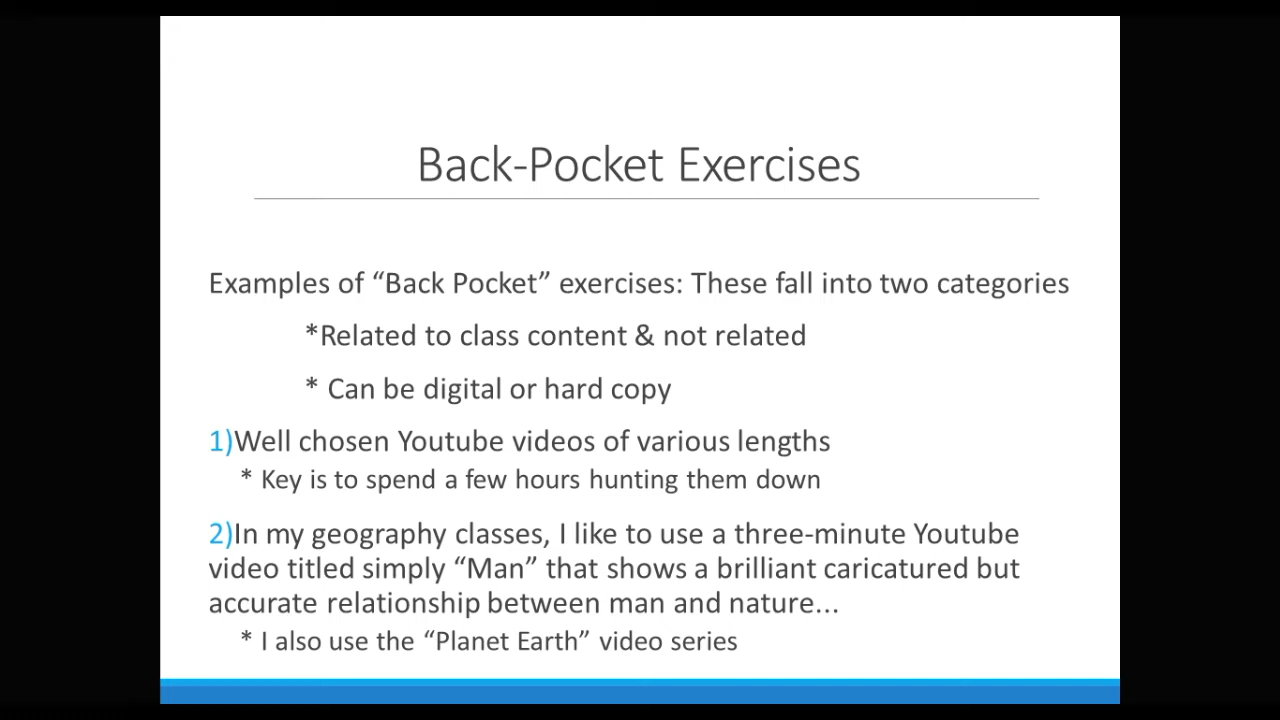 Back-Pocket Exercises
Examples of “Back Pocket” exercises: These fall into two categories
*Related to class content & not related
* Can be digital or hard copy
1)Well chosen Youtube videos of various lengths
* Key is to spend a few hours hunting them down
2)In my geography classes, I like to use a three-minute Youtube
video titled simply “Man” that shows a brilliant caricatured but
accurate relationship between man and nature...
* I also use the “Planet Earth” video series